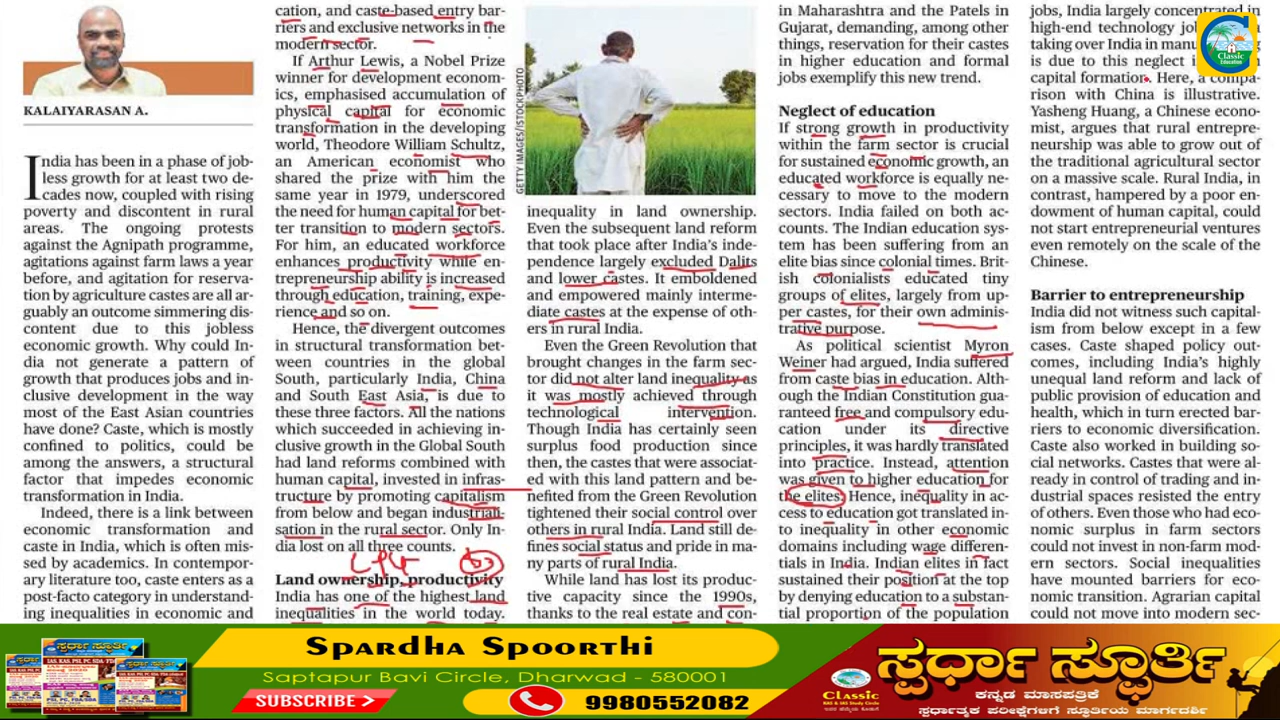 KALAIYARASAN A.
India has been in a phase of job-
less growth for at least two de-
cades now, coupled with rising
poverty and discontent in rural
areas. The ongoing protests
against the Agnipath programme,
agitations against farm laws a year
before, and agitation for reserva-
tion by agriculture castes are all ar-
guably an outcome simmering dis-
content due to this jobless
economic growth. Why could In-
dia not generate a pattern of
growth that produces jobs and in-
clusive development in the way
most of the East Asian countries
have done? Caste, which is mostly
confined to politics, could be
among the answers, a structural
factor that impedes economic
transformation in India.
Indeed, there is a link between
economic transformation and
caste in India, which is often mis-
sed by academics. In contempor-
ary literature too, caste enters as a
post-facto category in understand-
ing inequalities in economic and
cation, and caste-based entry bar-
riers and exclusive networks in the
modern sector.
If Arthur Lewis, a Nobel Prize
winner for development econom-
ics, emphasised accumulation of
physical capital for economic
transformation in the developing
world, Theodore William Schultz,
an American economist who
shared the prize with him the
same year in 1979, underscored
the need for human capital for bet-
ter transition to modern sectors.
For him, an educated workforce
enhances productivity while en-
trepreneurship ability is increased
through education, training, expe-
rience and so on.
Hence, the divergent outcomes
in structural transformation bet-
ween countries in the global
South, particularly India, China
and South East Asia, is due to
these three factors. All the nations
which succeeded in achieving in-
clusive growth in the Global South
had land reforms combined with
human capital, invested in infras-
tructure by promoting capitalism
from below and began industriali-
sation in the rural sector. Only In-
dia lost on all three counts.
Land ownership, productivity
India has one of the highest land
inequalities in the world today.
GETTY IMAGES/ISTOCKPHOTO
inequality in land ownership.
Even the subsequent land reform
that took place after India's inde-
pendence largely excluded Dalits
and lower castes. It emboldened
and empowered mainly interme-
diate castes at the expense of oth-
ers in rural India.
Even the Green Revolution that
brought changes in the farm sec-
tor did not alter land inequality as
it was mostly achieved through
technological intervention.
Though India has certainly seen
surplus food production since
then, the castes that were associat-
ed with this land pattern and be-
nefited from the Green Revolution
tightened their social control over
others in rural India. Land still de-
fines social status and pride in ma-
ny parts of rural India.
While land has lost its produc-
tive capacity since the 1990s,
thanks to the real estate and con-
in Maharashtra and the Patels in
Gujarat, demanding, among other
things, reservation for their castes
in higher education and formal
jobs exemplify this new trend.
Neglect of education
If strong growth in productivity
within the farm sector is crucial
for sustained economic growth, an
educated workforce is equally ne-
cessary to move to the modern
sectors. India failed on both ac-
counts. The Indian education sys-
tem has been suffering from an
elite bias since colonial times. Brit-
ish colonialists educated tiny
groups of elites, largely from up-
per castes, for their own adminis-
trative purpose.
As political scientist Myron
Weiner had argued, India suffered
from caste bias in education. Alth-
ough the Indian Constitution gua-
ranteed free and compulsory edu-
cation under its directive
principles, it was hardly translated
into practice. Instead, attention
was given to higher education for
the elites. Hence, inequality in ac-
cess to education got translated in-
to inequality in other economic
domains including wage differen-
tials in India. Indian elites in fact
sustained their position at the top
by denying education to a substan-
tial proportion of the population
jobs, India largely concentrated in
high-end technology jo
taking over India in manu
is due to this neglect i
capital formation. Here, a compa-
rison with China is illustrative.
Yasheng Huang, a Chinese econo-
mist, argues that rural entrepre-
neurship was able to grow out of
the traditional agricultural sector
on a massive scale. Rural India, in
contrast, hampered by a poor en-
dowment of human capital, could
not start entrepreneurial ventures
even remotely on the scale of the
Chinese.
Barrier to entrepreneurship
India did not witness such capital-
ism from below except in a few
cases. Caste shaped policy out-
comes, including India's highly
unequal land reform and lack of
public provision of education and
health, which in turn erected bar-
riers to economic diversification.
Caste also worked in building so-
cial networks. Castes that were al-
ready in control of trading and in-
dustrial spaces resisted the entry
of others. Even those who had eco-
nomic surplus in farm sectors
could not invest in non-farm mod-
ern sectors. Social inequalities
have mounted barriers for eco-
nomic transition. Agrarian capital
could not move into modern sec-
Classic
Education
Spardha Spoorthi
Saptapur Bavi Circle, Dharwad - 580001
SUBSCRIBE
9980552082
Classic
KAS & IAS Study Circle
ಸ್ಪರ್ಧಾ ಸ್ಫೂರ್ತಿ
ಕನ್ನಡ ಮಾಸಪತ್ರಿಕೆ
ಸ್ಪರ್ಧಾತ್ಮಕ ಪರೀಕ್ಷೆಗಳಿಗೆ ಸ್ಫೂರ್ತಿಯ ಮಾರ್ಗದರ್ಶಿ